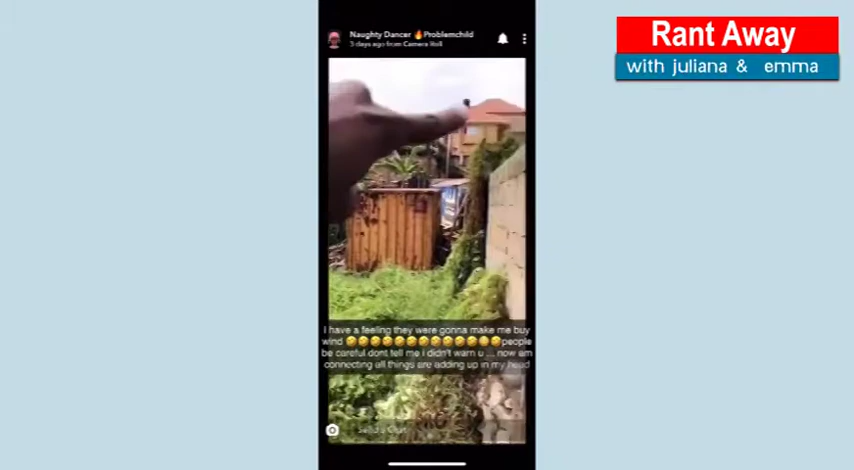 Naughty Dancer 🔥Problemchild
3 days ago from Camera Roll
Rant Away
with juliana & emma
I have a feeling they were gonna make me buy
wind 🤣🤣🤣🤣🤣🤣🤣🤣🤣🤣🤣🤣🤣people
be careful dont tell me i didn't warn u ... now am
connecting all things are adding up in my head
Send a Chat